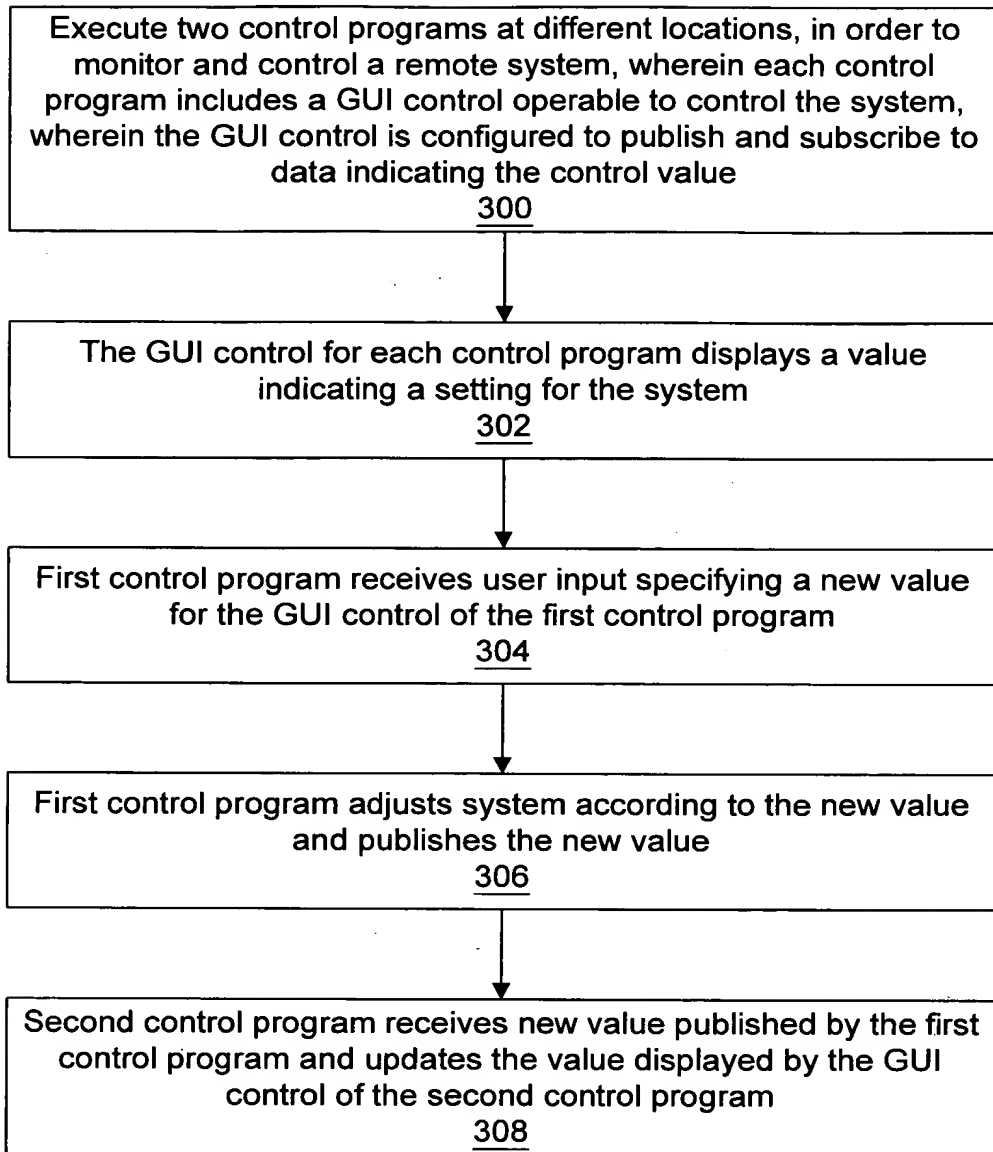 Execute two control programs at different locations, in order to
monitor and control a remote system, wherein each control
program includes a GUI control operable to control the system,
wherein the GUI control is configured to publish and subscribe to
data indicating the control value
300
The GUI control for each control program displays a value
indicating a setting for the system
302
First control program receives user input specifying a new value
for the GUI control of the first control program
304
First control program adjusts system according to the new value
and publishes the new value
306
Second control program receives new value published by the first
control program and updates the value displayed by the GUI
control of the second control program
308